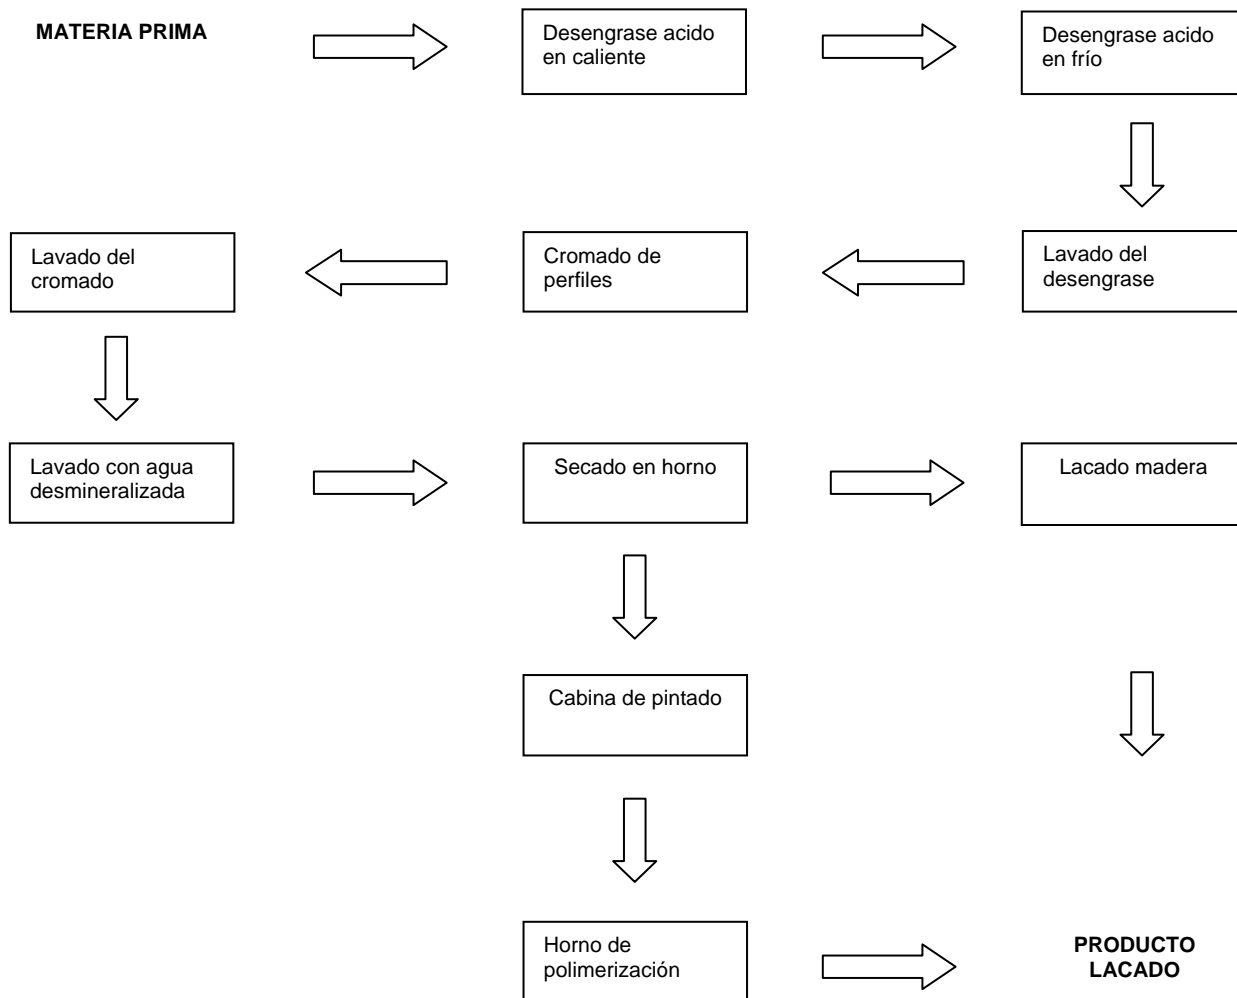 MATERIA PRIMA
Desengrase acido
en caliente
Desengrase acido
en frío
Lavado del
cromado
Cromado de
perfiles
Lavado del
desengrase
Lavado con agua
desmineralizada
Secado en horno
Lacado madera
Cabina de pintado
Horno de
polimerización
PRODUCTO
LACADO